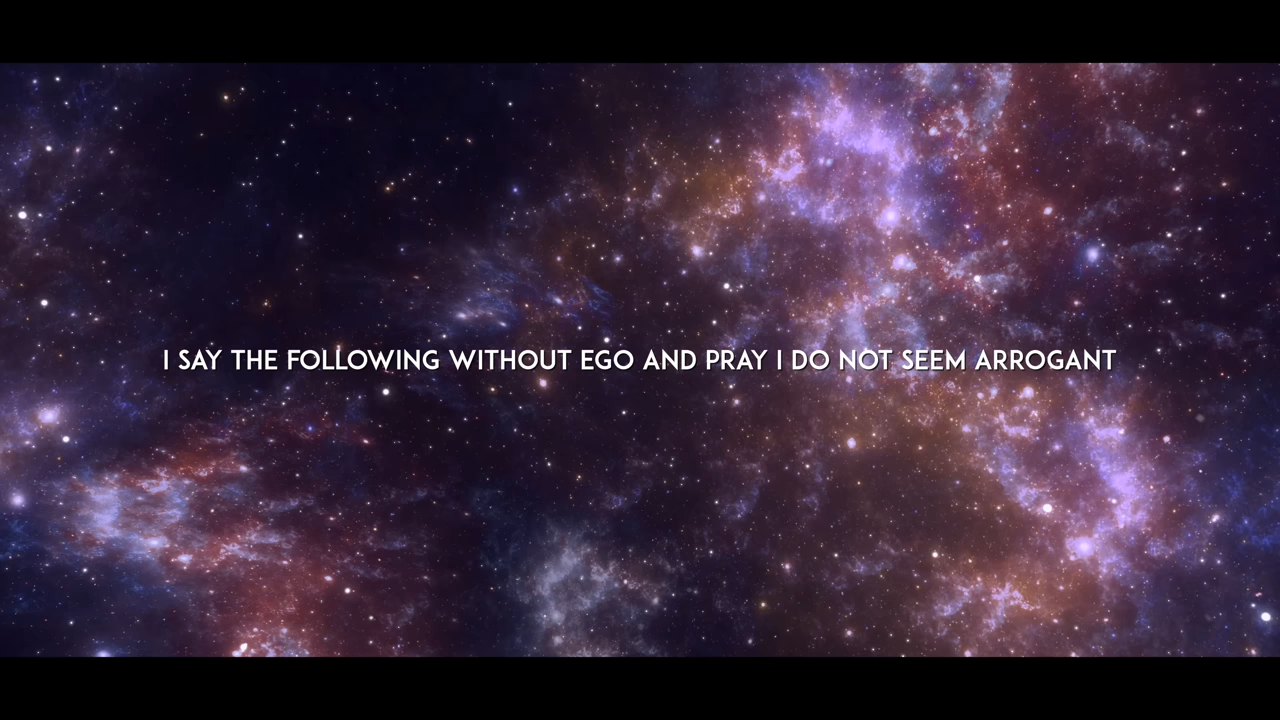 I SAY THE FOLLOWING WITHOUT EGO AND PRAY I DO NOT SEEM ARROGANT